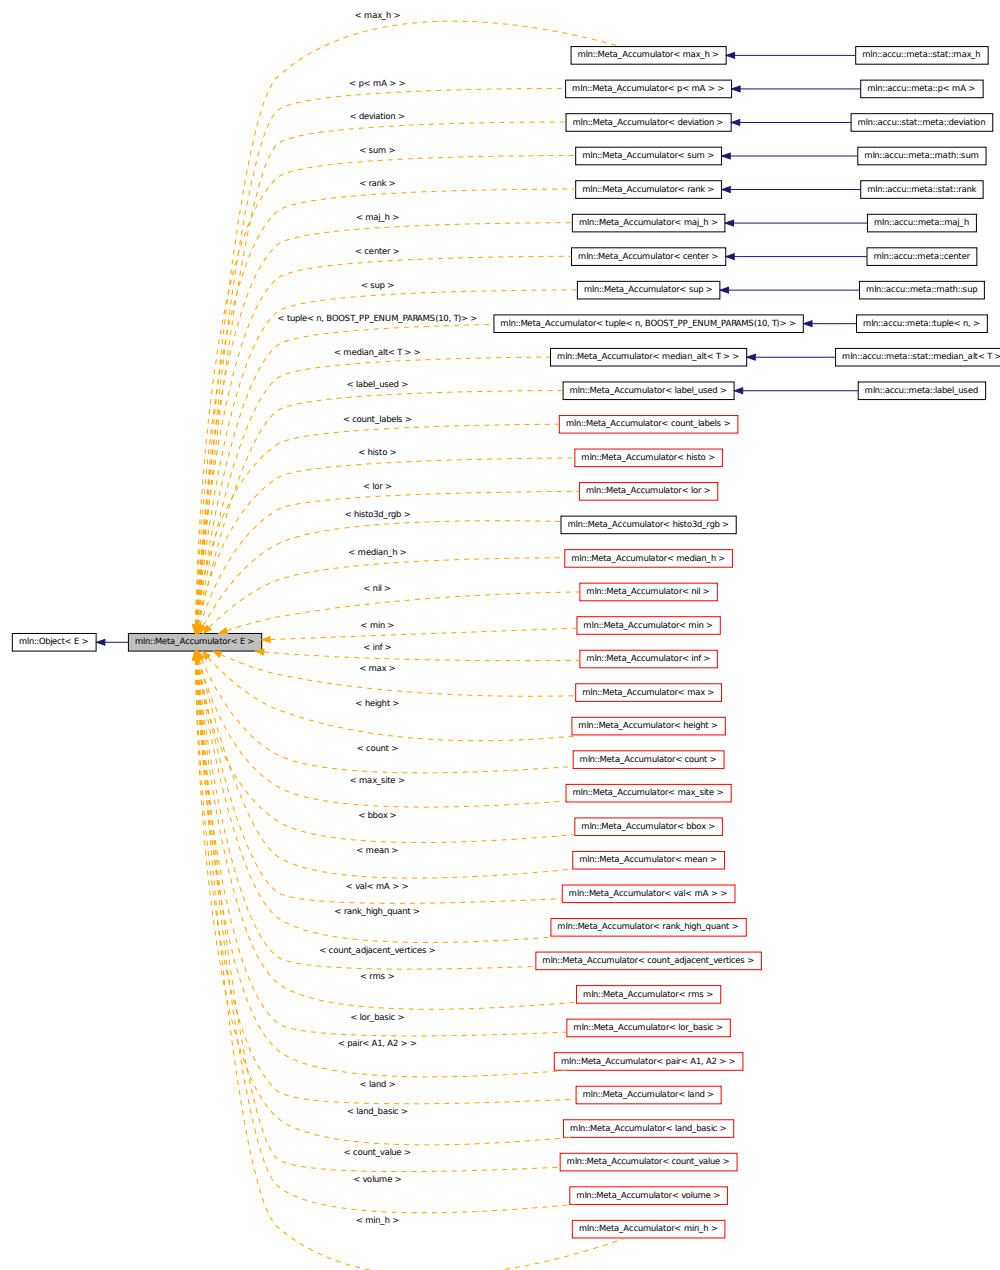 < max_h >
mln::Meta_Accumulator< max_h >
mln::accu::meta::stat::max_h
< p< mA > >
mln::Meta_Accumulator< p< mA > >
mln::accu::meta::p< mA >
< deviation >
mln::Meta_Accumulator< deviation >
mln::accu::stat::meta::deviation
< sum >
mln::Meta_Accumulator< sum >
mln::accu::meta::math::sum
< rank >
mln::Meta_Accumulator< rank >
mln::accu::meta::stat::rank
< maj_h >
mln::Meta_Accumulator< maj_h >
mln::accu::meta::maj_h
< center >
mln::Meta_Accumulator< center >
mln::accu::meta::center
< sup >
mln::Meta_Accumulator< sup >
mln::accu::meta::math::sup
< tuple< n, BOOST_PP_ENUM_PARAMS(10, T)> >
mln::Meta_Accumulator< tuple< n, BOOST_PP_ENUM_PARAMS(10, T)> >
mln::accu::meta::tuple< n, >
< median_alt< T > >
mln::Meta_Accumulator< median_alt< T > >
mln::accu::meta::stat::median_alt< T >
< label_used >
mln::Meta_Accumulator< label_used >
mln::accu::meta::label_used
< count_labels >
mln::Meta_Accumulator< count_labels >
< histo >
mln::Meta_Accumulator< histo >
< lor >
mln::Meta_Accumulator< lor >
< histo3d_rgb >
mln::Meta_Accumulator< histo3d_rgb >
< median_h >
mln::Meta_Accumulator< median_h >
< nil >
mln::Meta_Accumulator< nil >
< min >
mln::Meta_Accumulator< min >
mln::Object< E >
mln::Meta_Accumulator< E >
< inf >
mln::Meta_Accumulator< inf >
< max >
mln::Meta_Accumulator< max >
< height >
mln::Meta_Accumulator< height >
< count >
mln::Meta_Accumulator< count >
< max_site >
mln::Meta_Accumulator< max_site >
< bbox >
mln::Meta_Accumulator< bbox >
< mean >
mln::Meta_Accumulator< mean >
< val< mA > >
mln::Meta_Accumulator< val< mA > >
< rank_high_quant >
mln::Meta_Accumulator< rank_high_quant >
< count_adjacent_vertices >
mln::Meta_Accumulator< count_adjacent_vertices >
< rms >
mln::Meta_Accumulator< rms >
< lor_basic >
mln::Meta_Accumulator< lor_basic >
< pair< A1, A2 > >
mln::Meta_Accumulator< pair< A1, A2 > >
< land >
mln::Meta_Accumulator< land >
< land_basic >
mln::Meta_Accumulator< land_basic >
< count_value >
mln::Meta_Accumulator< count_value >
< volume >
mln::Meta_Accumulator< volume >
< min_h >
mln::Meta_Accumulator< min_h >